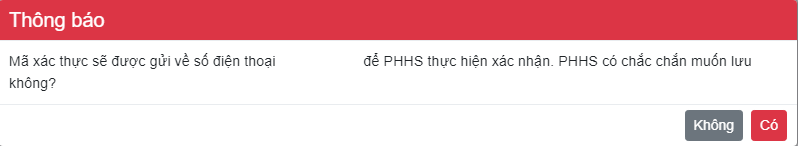 Thông báo
Mã xác thực sẽ được gửi về số điện thoại để PHHS thực hiện xác nhận. PHHS có chắc chắn muốn lưu
không?
Không Có